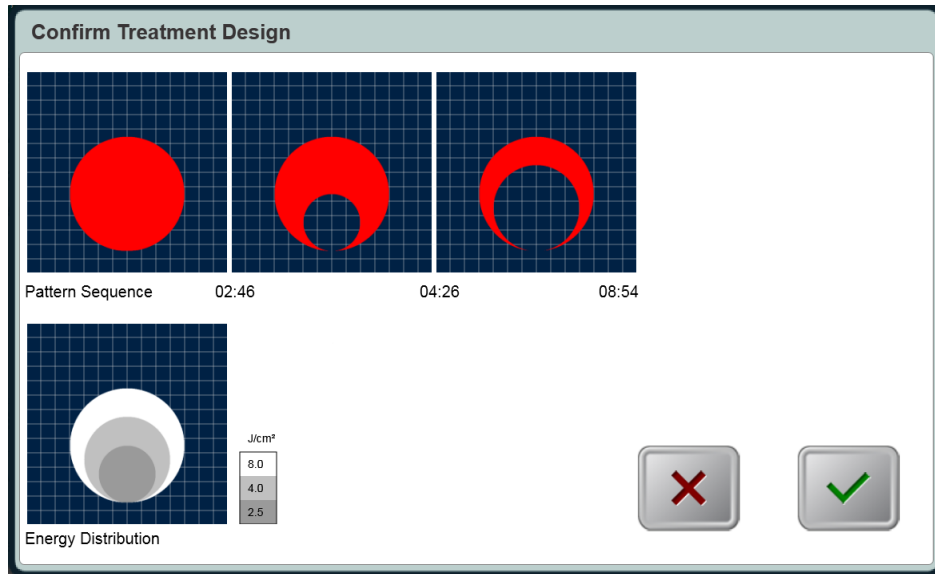 Confirm Treatment Design
Pattern Sequence 02:46 04:26 08:54
J/cm²
8.0
4.0
2.5
Energy Distribution